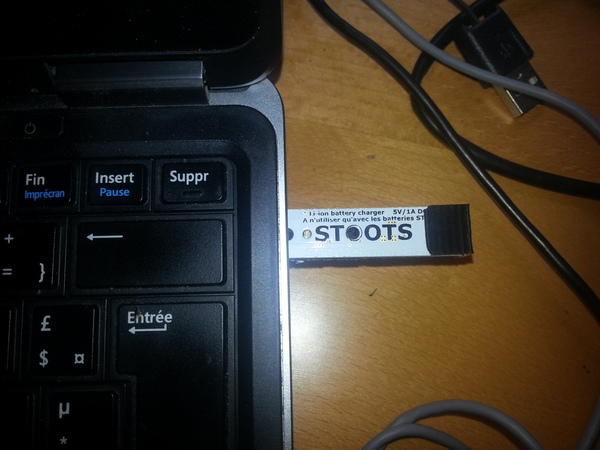 Fin
Imprécran
Insert
Pause
Suppr
Li-ion battery charger 5V/1A
A n'utiliser qu'avec les batteries
STOOTS
+
=
}
£
$
¤
Entrée
µ
*